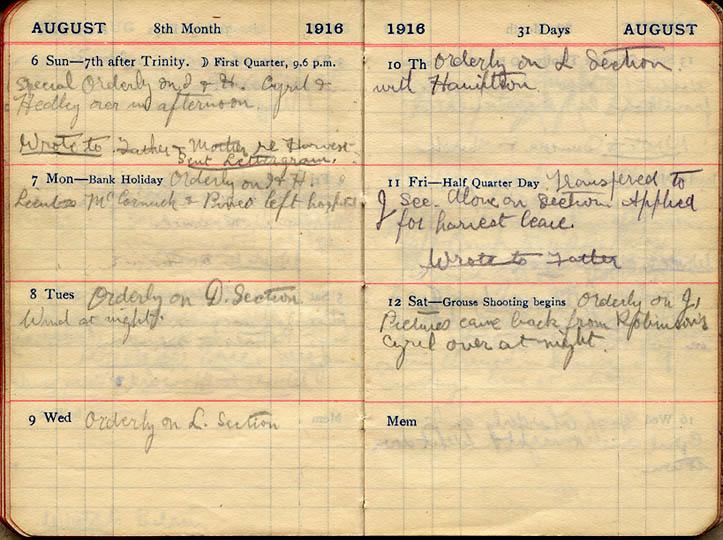 AUGUST 8th Month 1916
6 Sun—7th after Trinity. ☽ First Quarter, 9.6 p.m.
Special Orderly on J & H. Cyril &
Hedley over in afternoon.
Wrote to Father & Mother re Harvest.
Sent Lettergram.
7 Mon—Bank Holiday Orderly on J & H.
McCormick & left
8 Tues Orderly on D. Section
Wind at night.
9 Wed Orderly on L. Section
1916 31 Days AUGUST
10 Th Orderly on L Section.
with Hamilton.
11 Fri—Half Quarter Day Transfered to
J Sec. Alone on section. Applied
for harvest leave.
Wrote to Father
12 Sat—Grouse Shooting begins Orderly on J.
Pictures came back from Robinson's
Cyril over at night.
Mem